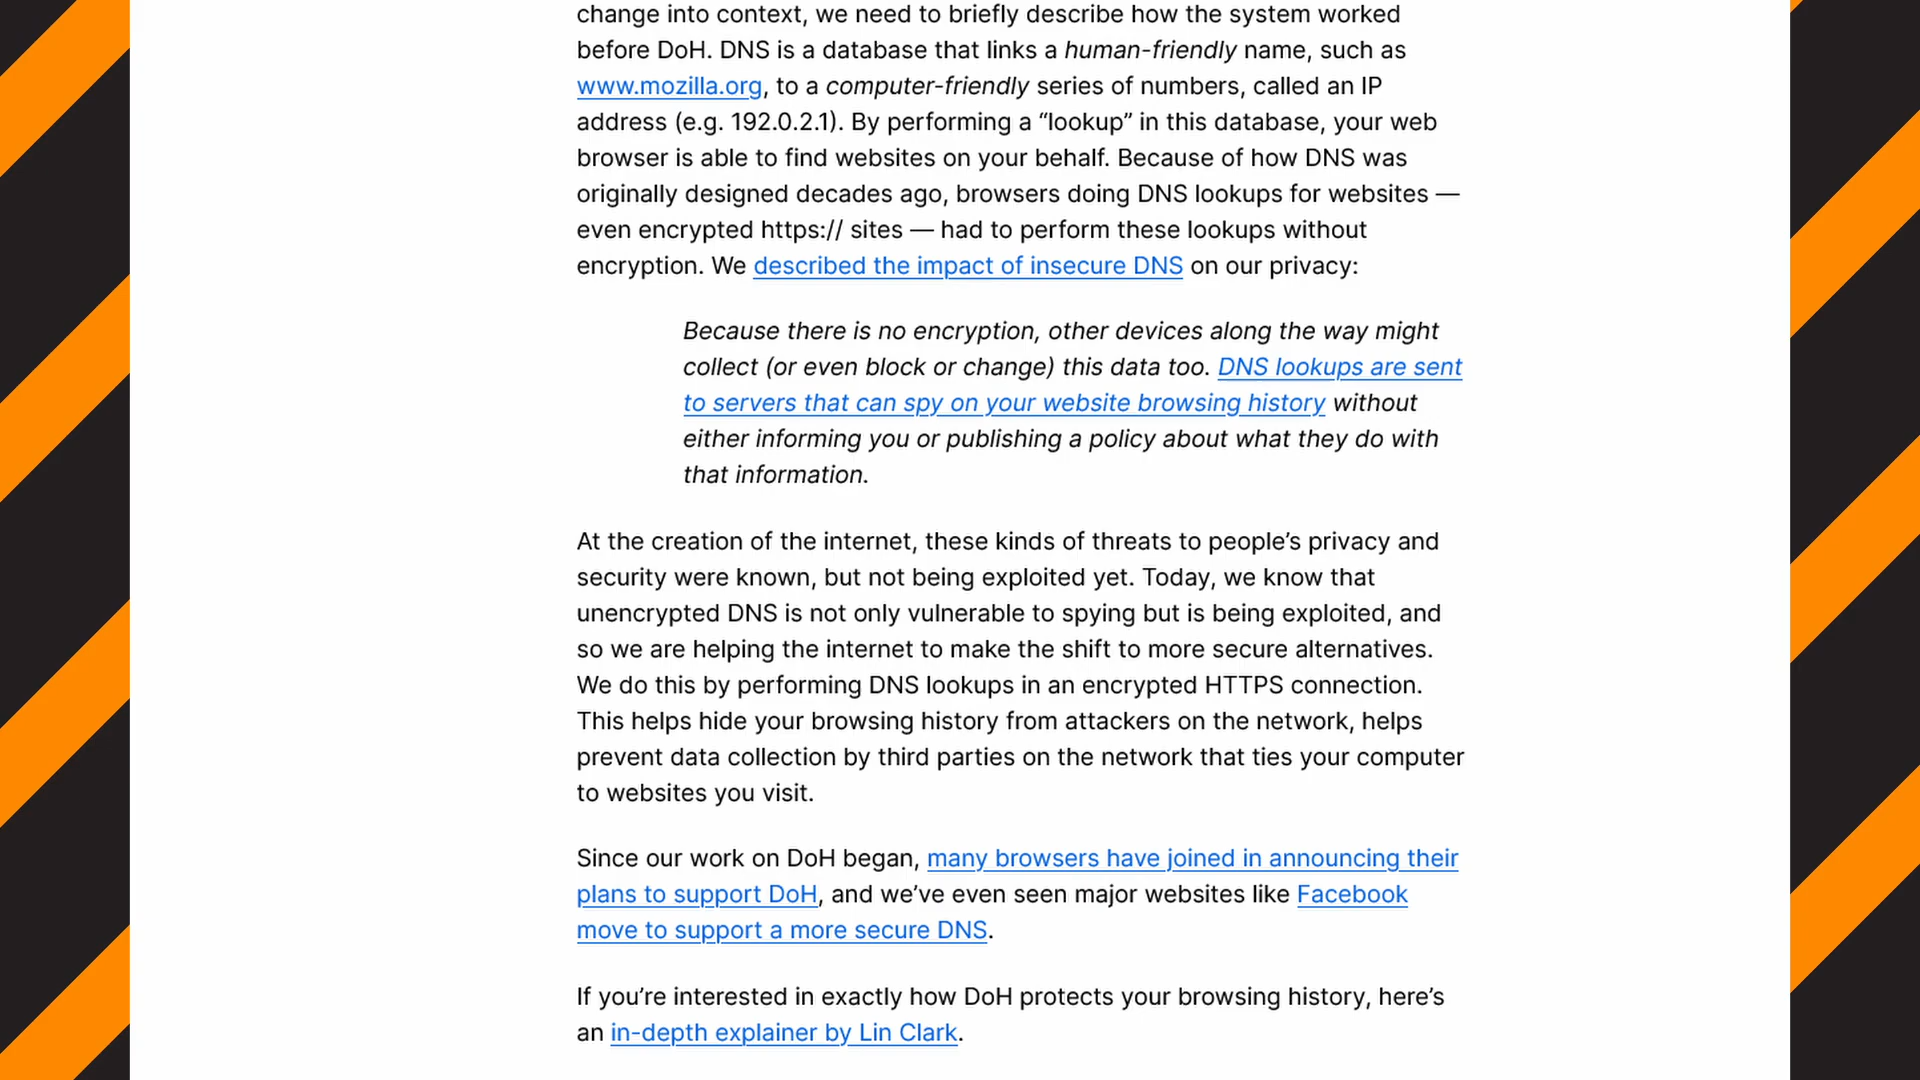 change into context, we need to briefly describe how the system worked
before DoH. DNS is a database that links a human-friendly name, such as
www.mozilla.org, to a computer-friendly series of numbers, called an IP
address (e.g. 192.0.2.1). By performing a “lookup” in this database, your web
browser is able to find websites on your behalf. Because of how DNS was
originally designed decades ago, browsers doing DNS lookups for websites —
even encrypted https:// sites — had to perform these lookups without
encryption. We described the impact of insecure DNS on our privacy:
Because there is no encryption, other devices along the way might
collect (or even block or change) this data too. DNS lookups are sent
to servers that can spy on your website browsing history without
either informing you or publishing a policy about what they do with
that information.
At the creation of the internet, these kinds of threats to people’s privacy and
security were known, but not being exploited yet. Today, we know that
unencrypted DNS is not only vulnerable to spying but is being exploited, and
so we are helping the internet to make the shift to more secure alternatives.
We do this by performing DNS lookups in an encrypted HTTPS connection.
This helps hide your browsing history from attackers on the network, helps
prevent data collection by third parties on the network that ties your computer
to websites you visit.
Since our work on DoH began, many browsers have joined in announcing their
plans to support DoH, and we’ve even seen major websites like Facebook
move to support a more secure DNS.
If you’re interested in exactly how DoH protects your browsing history, here’s
an in-depth explainer by Lin Clark.